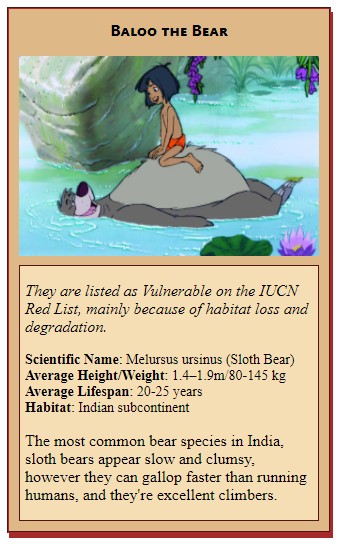 Baloo the Bear
They are listed as Vulnerable on the IUCN
Red List, mainly because of habitat loss and
degradation.
Scientific Name: Melursus ursinus (Sloth Bear)
Average Height/Weight: 1.4–1.9m/80-145 kg
Average Lifespan: 20-25 years
Habitat: Indian subcontinent
The most common bear species in India,
sloth bears appear slow and clumsy,
however they can gallop faster than running
humans, and they're excellent climbers.